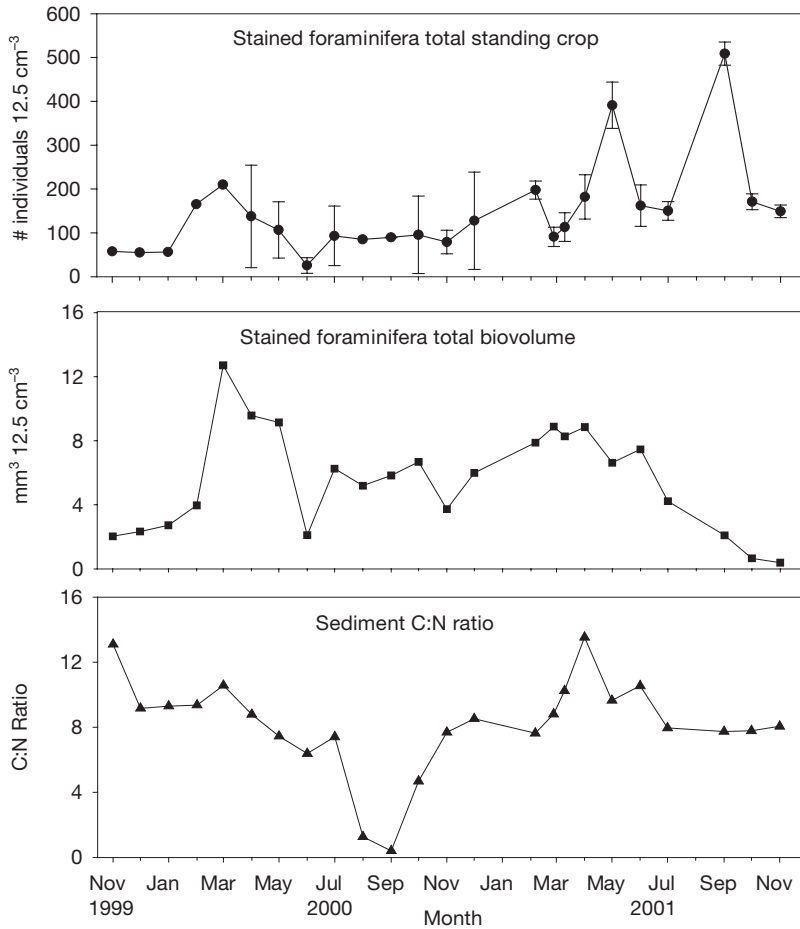 600
Stained foraminifera total standing crop
500
400
300
200
100
0
# individuals 12.5 cm⁻³
16
Stained foraminifera total biovolume
12
8
4
0
mm³ 12.5 cm⁻³
16
Sediment C:N ratio
12
8
4
0
C:N Ratio
Nov Jan Mar May Jul Sep Nov Jan Mar May Jul Sep Nov
1999 2000 2001
Month